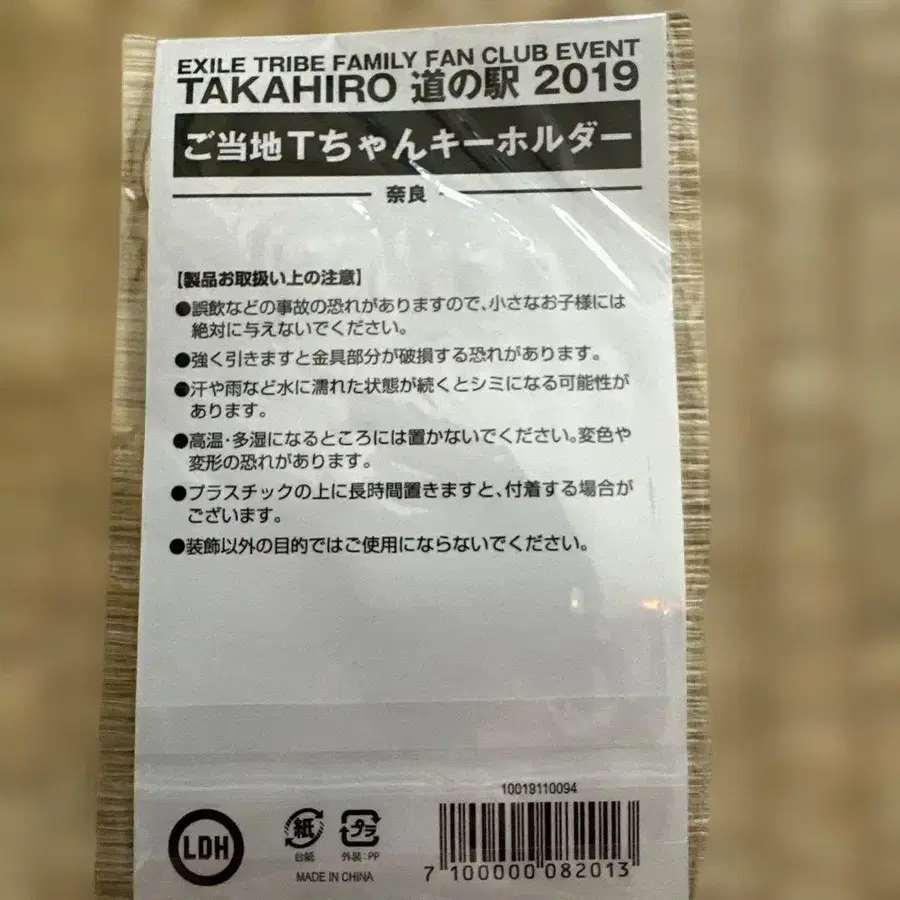 EXILE TRIBE FAMILY FAN CLUB EVENT
TAKAHIRO 道の駅 2019
ご当地Tちゃんキーホルダー
奈良
【製品お取扱い上の注意】
●誤飲などの事故の恐れがありますので、小さなお子様には
絶対に与えないでください。
●強く引きますと金具部分が破損する恐れがあります。
●汗や雨など水に濡れた状態が続くとシミになる可能性が
あります。
●高温・多湿になるところには置かないでください。変色や
変形の恐れがあります。
●プラスチックの上に長時間置きますと、付着する場合が
ございます。
●装飾以外の目的ではご使用にならないでください。
10019110094
LDH
紙
プラ
台紙
外装:PP
MADE IN CHINA
7 100000 082013